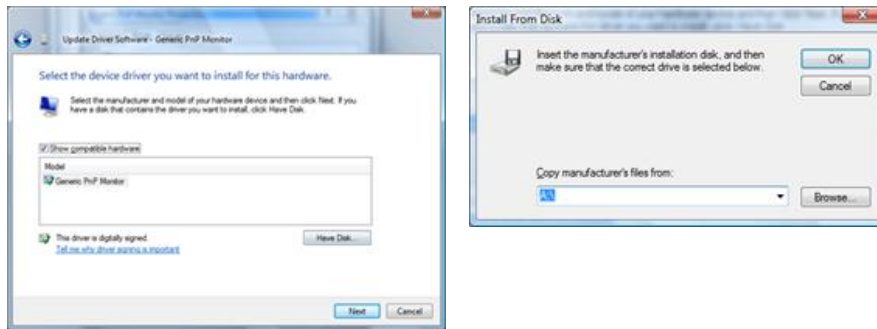 Update Driver Software - Generic PnP Monitor
Select the device driver you want to install for this hardware.
Select the manufacturer and model of your hardware device and then click Next. If you
have a disk that contains the driver you want to install, click Have Disk.
Show compatible hardware
Model
Generic PnP Monitor
This driver is digitally signed.
Tell me why driver signing is important
Have Disk...
Next
Cancel
Install From Disk
Insert the manufacturer's installation disk, and then
make sure that the correct drive is selected below.
OK
Cancel
Copy manufacturer's files from:
A:\
Browse...